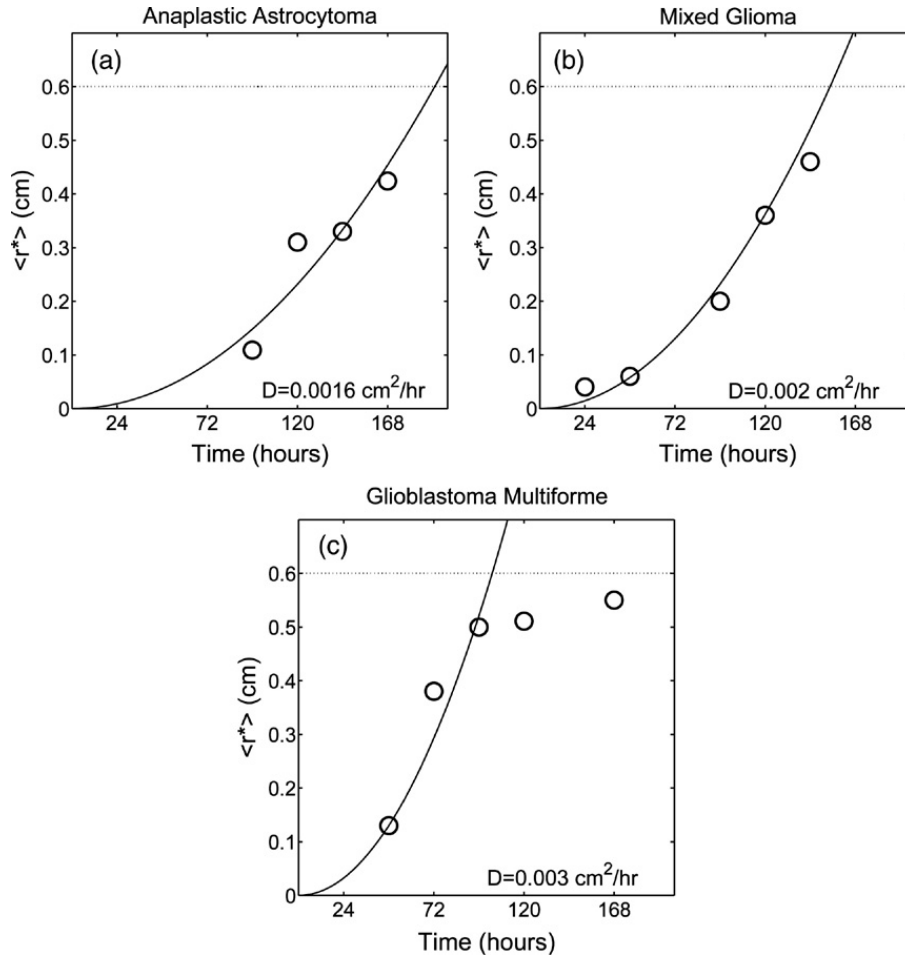 Anaplastic Astrocytoma
(a)
<r*> (cm)
0.6
0.5
0.4
0.3
0.2
0.1
0
D=0.0016 cm²/hr
24 72 120 168
Time (hours)
Mixed Glioma
(b)
<r*> (cm)
0.6
0.5
0.4
0.3
0.2
0.1
0
D=0.002 cm²/hr
24 72 120 168
Time (hours)
Glioblastoma Multiforme
(c)
<r*> (cm)
0.6
0.5
0.4
0.3
0.2
0.1
0
D=0.003 cm²/hr
24 72 120 168
Time (hours)